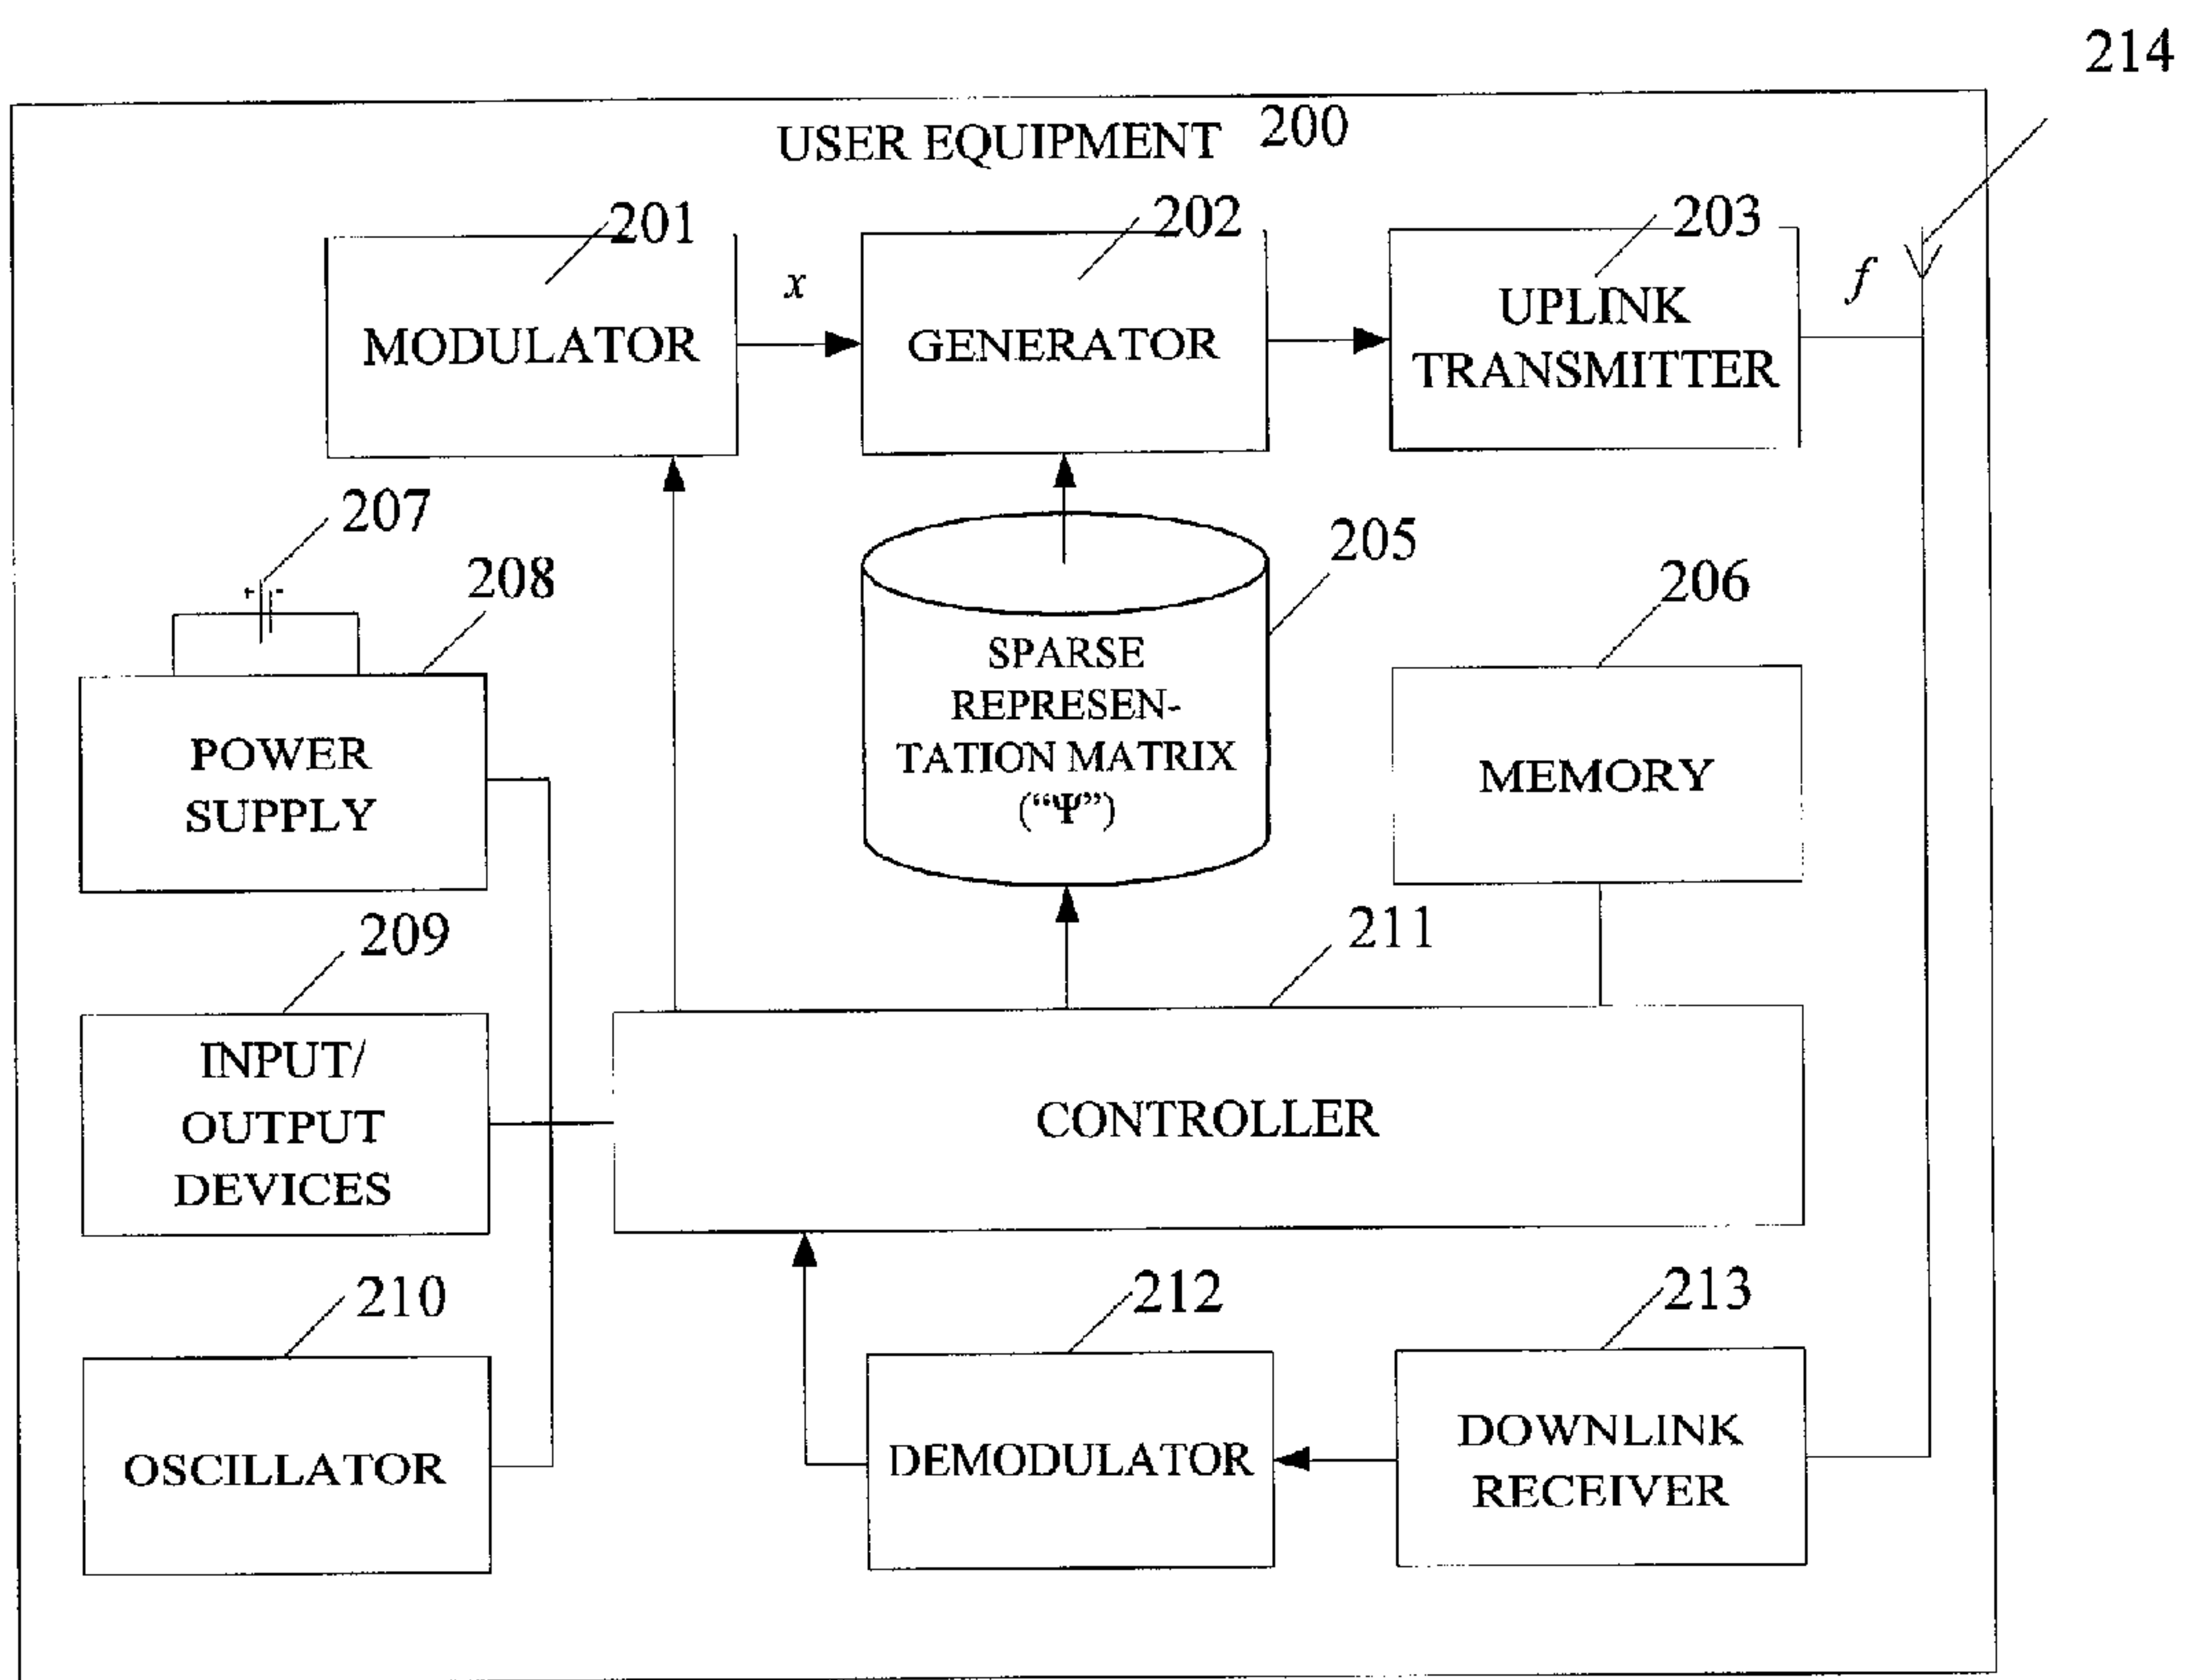 214
USER EQUIPMENT 200
201
202
203
x
f
MODULATOR
GENERATOR
UPLINK
TRANSMITTER
207
208
205
206
+ -
SPARSE
REPRESEN-
TATION MATRIX
("Ψ")
POWER
SUPPLY
MEMORY
209
211
INPUT/
OUTPUT
DEVICES
CONTROLLER
210
212
213
OSCILLATOR
DEMODULATOR
DOWNLINK
RECEIVER